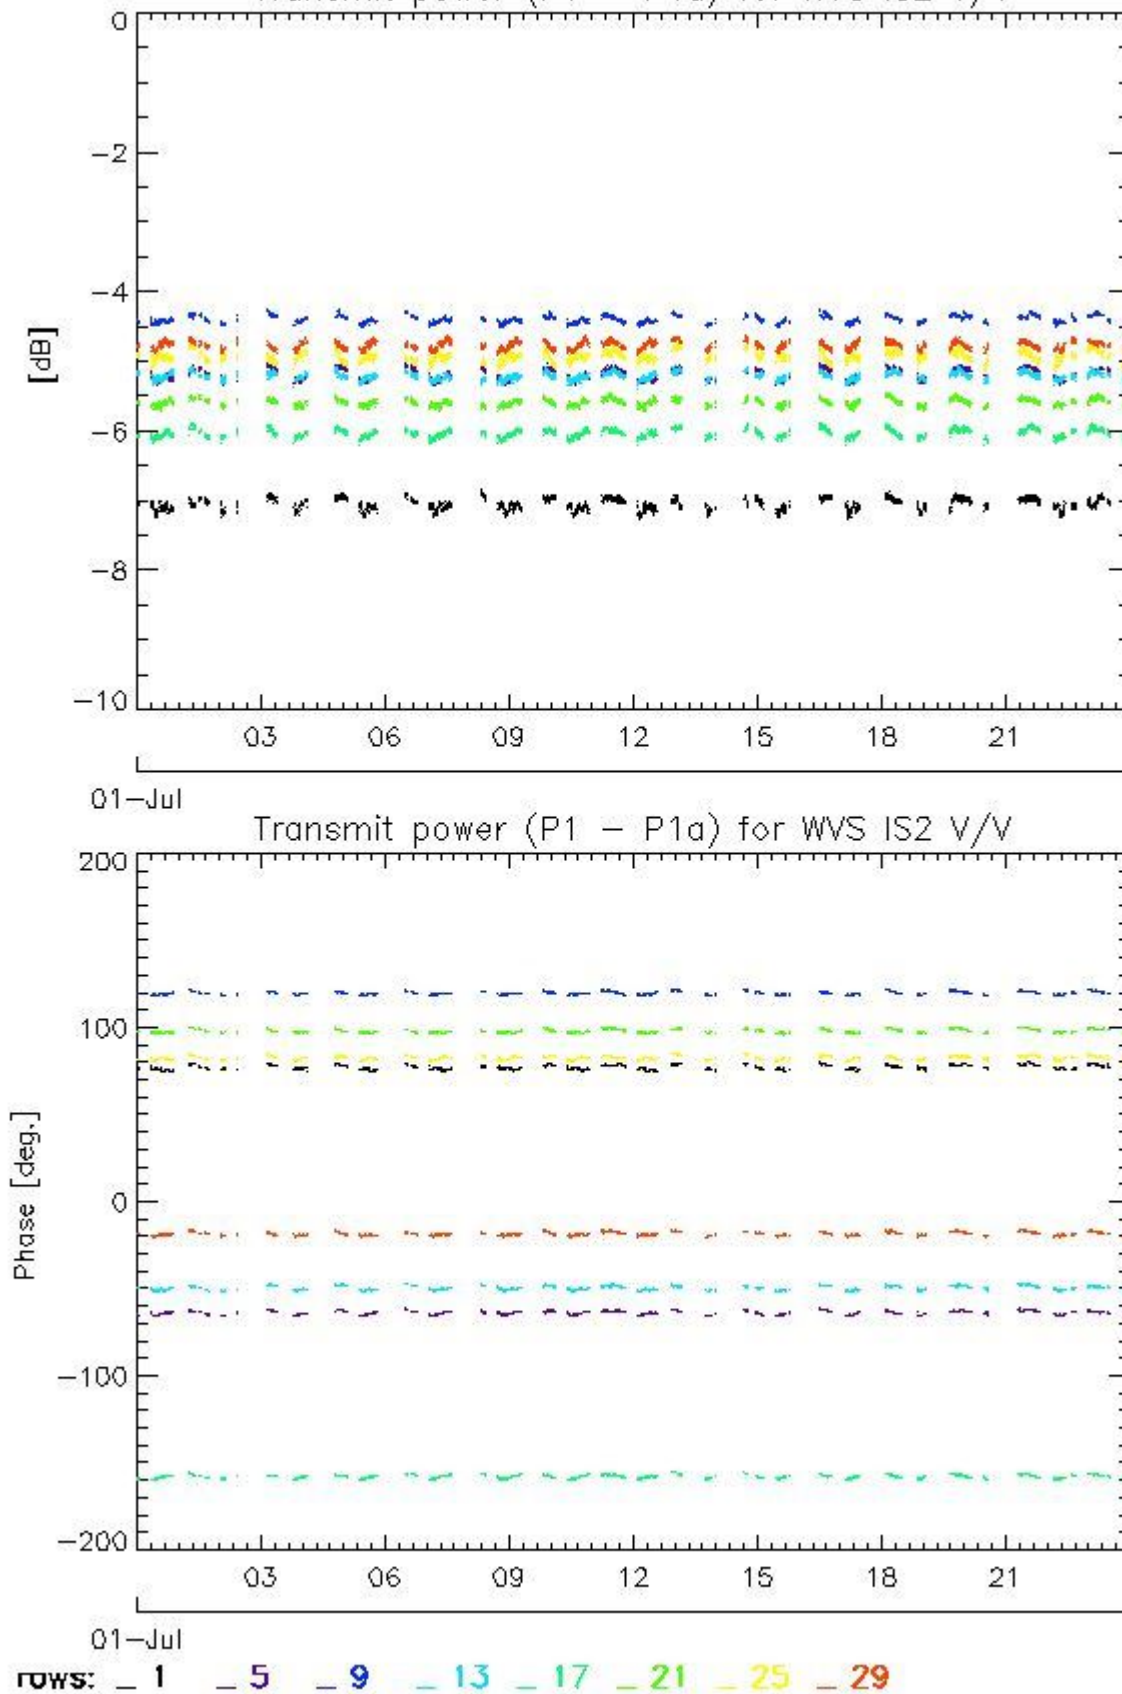 0
-2
-4
[dB]
-6
-8
-10
03 06 09 12 15 18 21
01-Jul
Transmit power (P1 - P1a) for WVS IS2 V/V
200
100
0
Phase [deg.]
-100
-200
03 06 09 12 15 18 21
01-Jul
rows: _ 1 _ 5 _ 9 _ 13 _ 17 _ 21 _ 25 _ 29